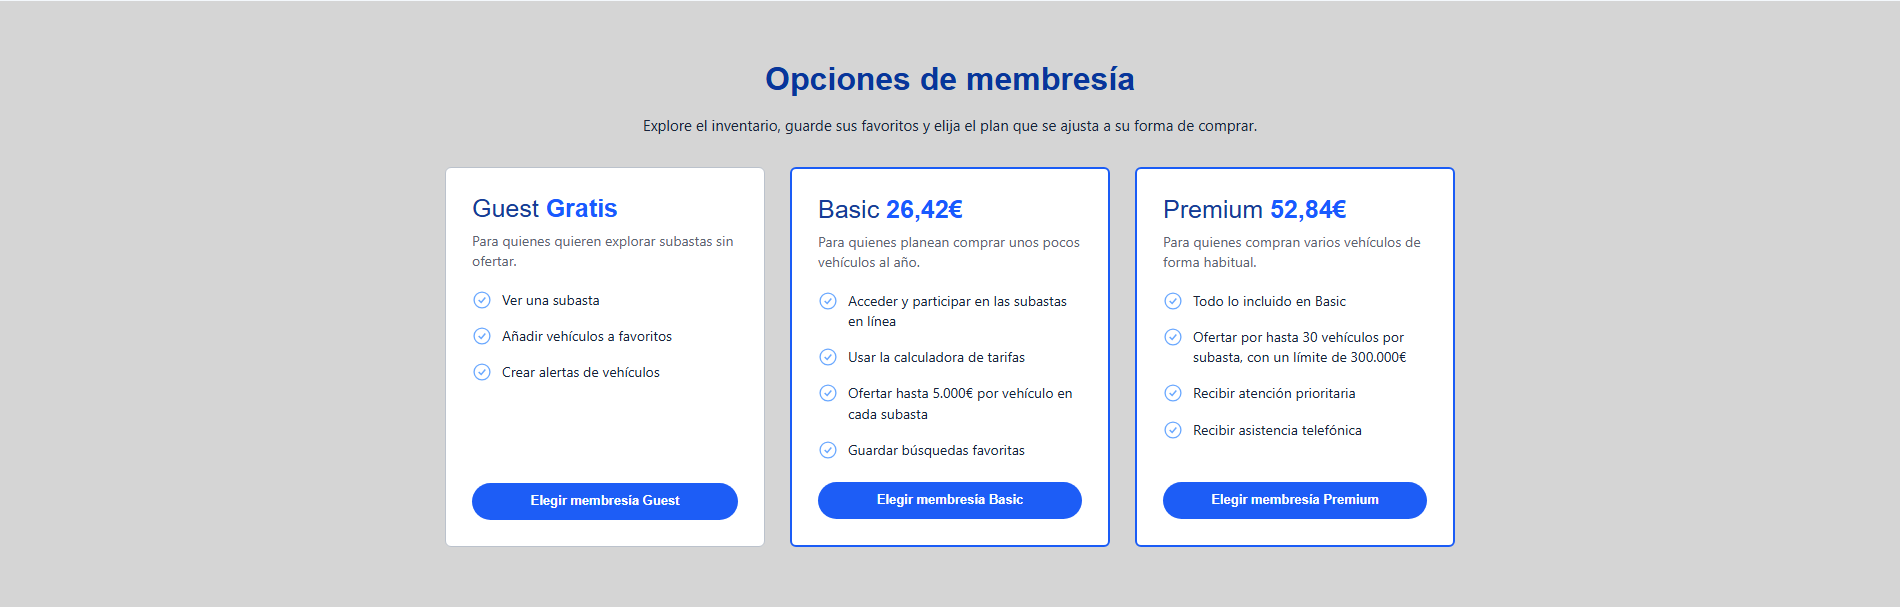 Opciones de membresía
Explore el inventario, guarde sus favoritos y elija el plan que se ajusta a su forma de comprar.
Guest Gratis
Para quienes quieren explorar subastas sin
ofertar.
Ver una subasta
Añadir vehículos a favoritos
Crear alertas de vehículos
Elegir membresía Guest
Basic 26,42€
Para quienes planean comprar unos pocos
vehículos al año.
Acceder y participar en las subastas
en línea
Usar la calculadora de tarifas
Ofertar hasta 5.000€ por vehículo en
cada subasta
Guardar búsquedas favoritas
Elegir membresía Basic
Premium 52,84€
Para quienes compran varios vehículos de
forma habitual.
Todo lo incluido en Basic
Ofertar por hasta 30 vehículos por
subasta, con un límite de 300.000€
Recibir atención prioritaria
Recibir asistencia telefónica
Elegir membresía Premium